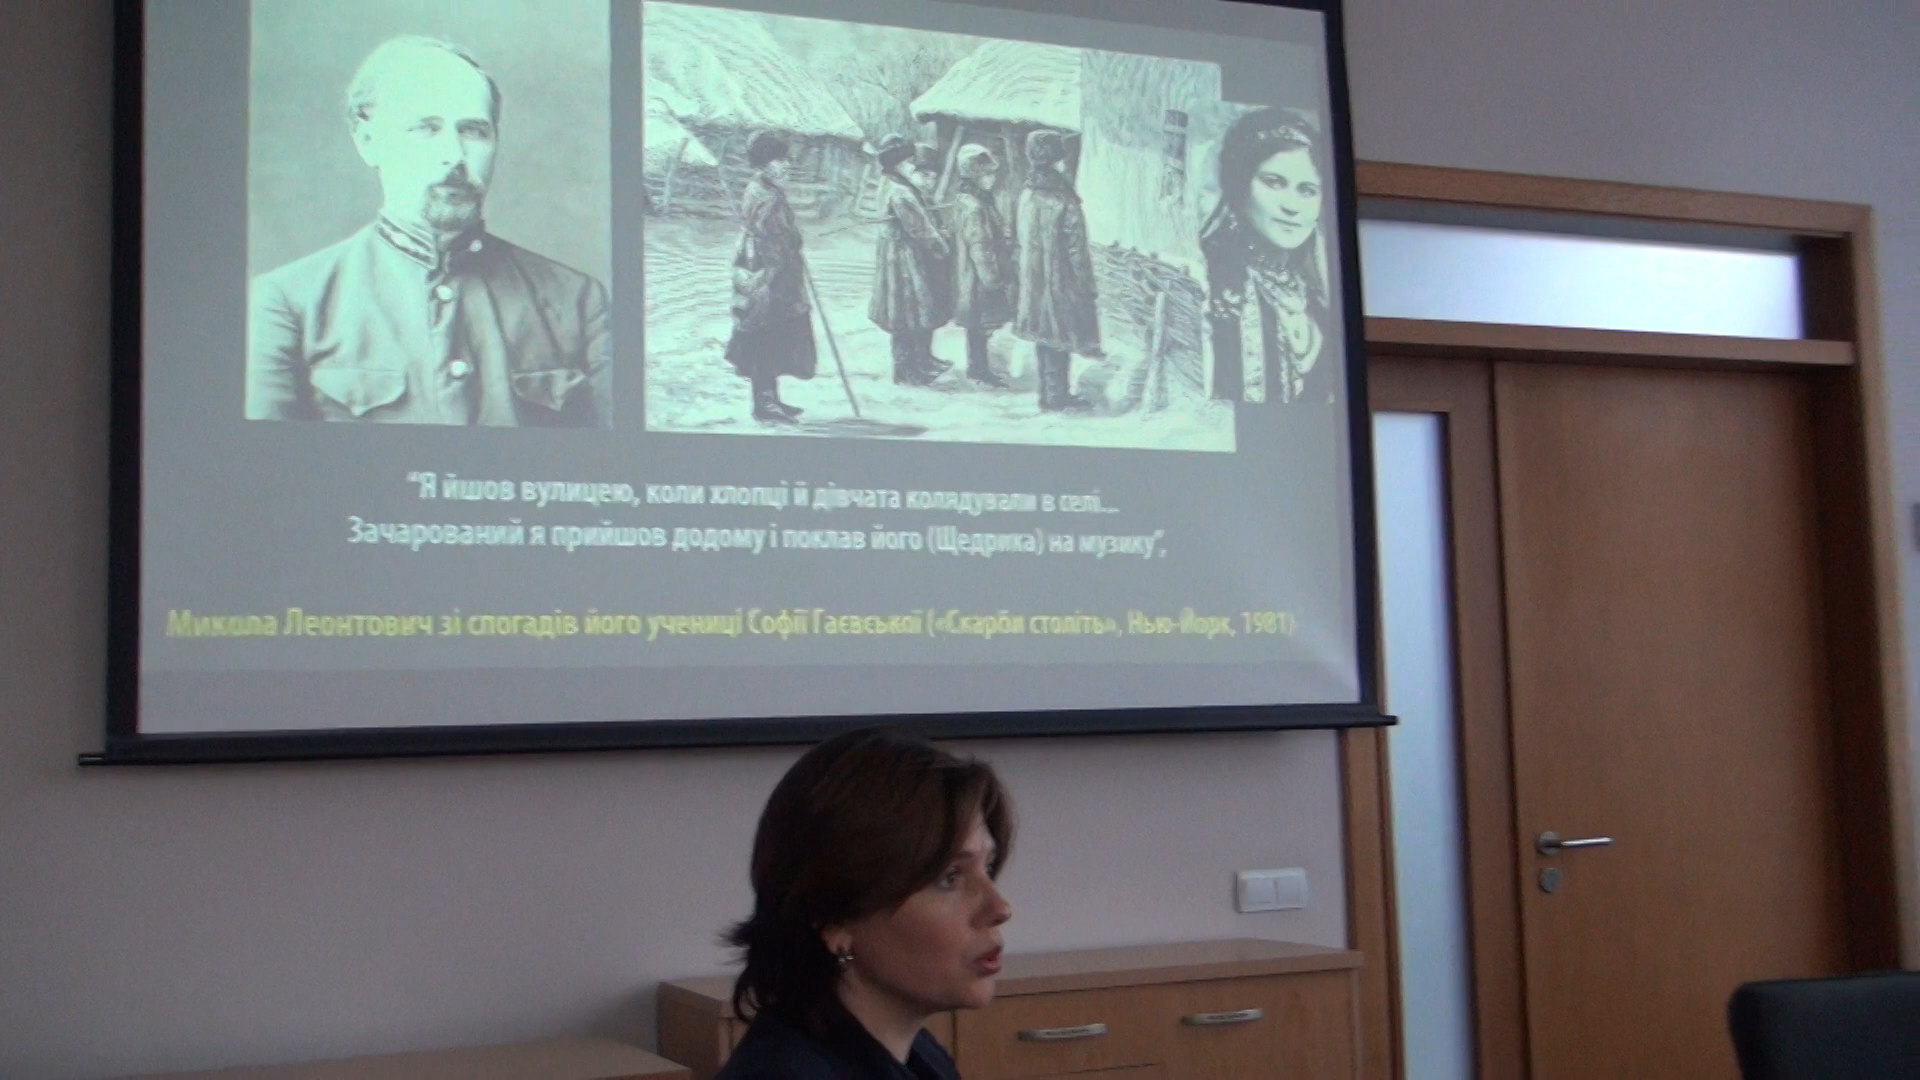 “Я йшов вулицею, коли хлопці й дівчата колядували в селі...
Зачарований я прийшов додому і поклав його (Щедрика) на музику”,
Микола Леонтович зі спогадів його учениці Софії Гаєвської («Скарби століть», Нью-Йорк, 1981)